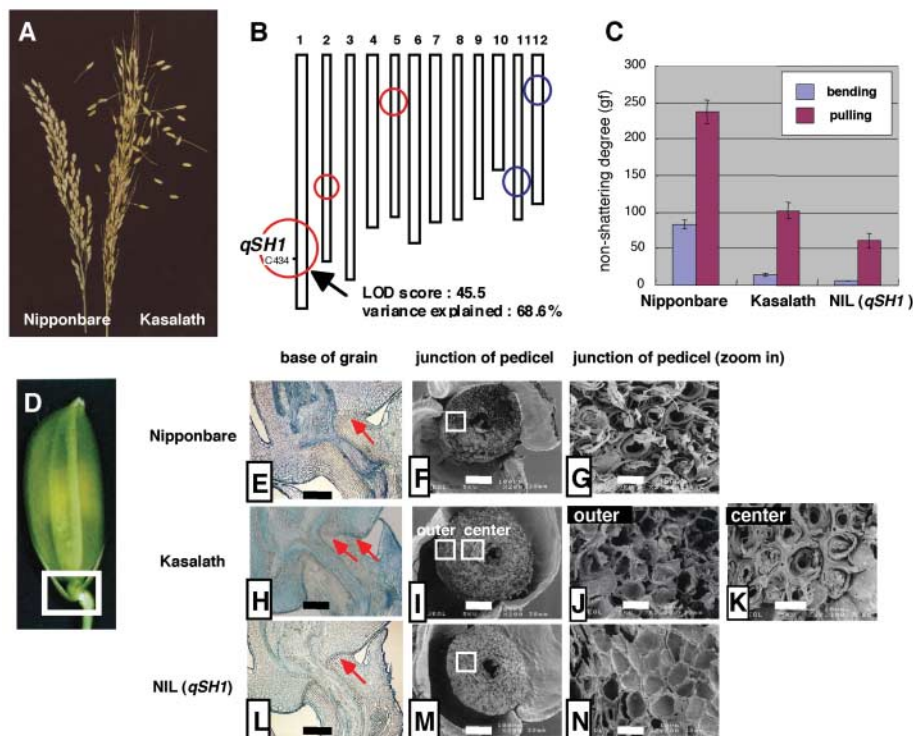 A
Nipponbare
Kasalath
B
1 2 3 4 5 6 7 8 9 10 11 12
qSH1
C434
LOD score : 45.5
variance explained : 68.6%
C
non-shattering degree (gf)
300
250
200
150
100
50
0
bending
pulling
Nipponbare Kasalath NIL (qSH1)
base of grain
junction of pedicel
junction of pedicel (zoom in)
D
Nipponbare
E
F
G
Kasalath
H
outer center
I
outer
J
center
K
NIL (qSH1)
L
M
N